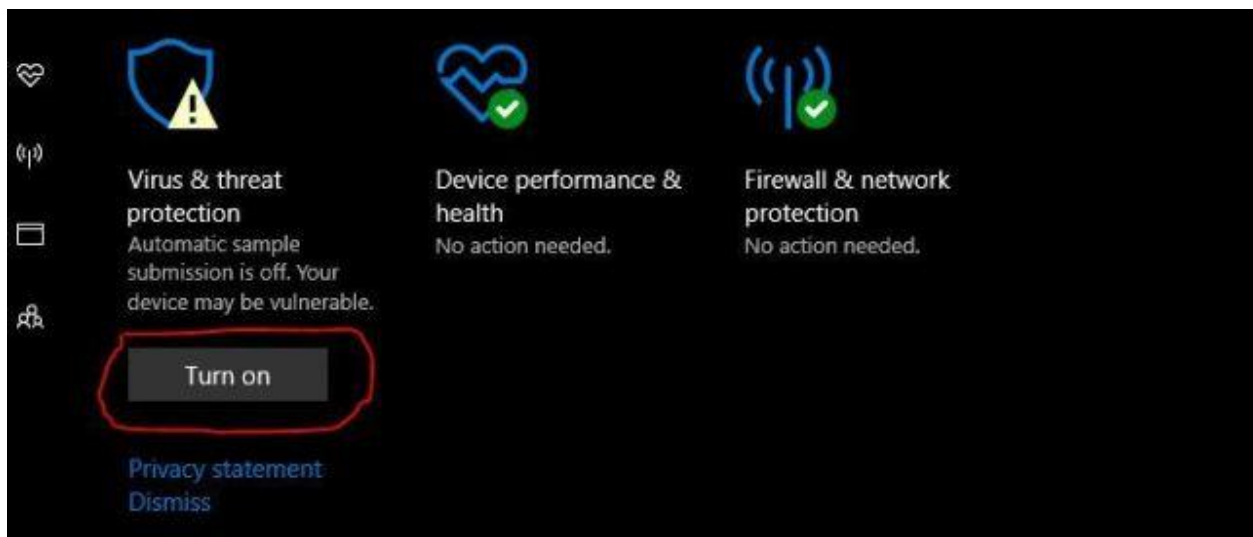 Virus & threat
protection
Automatic sample
submission is off. Your
device may be vulnerable.
Turn on
Privacy statement
Dismiss
Device performance &
health
No action needed.
Firewall & network
protection
No action needed.